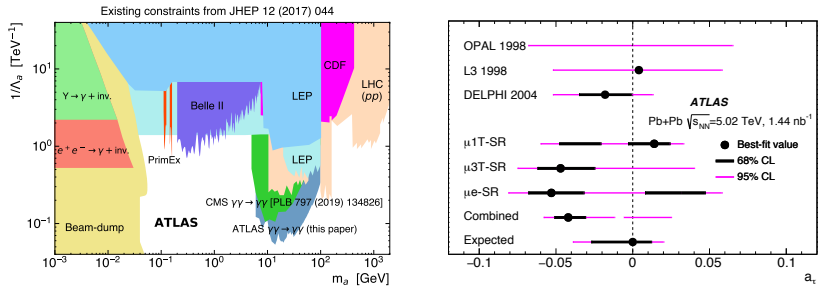 Existing constraints from JHEP 12 (2017) 044
1/Λₐ [TeV⁻¹]
10¹
10⁰
10⁻¹
ϒ → γ + inv.
e⁺e⁻ → γ + inv.
Beam-dump
PrimEx
Belle II
LEP
CDF
LHC
(pp)
LEP
CMS γγ → γγ [PLB 797 (2019) 134826]
ATLAS
ATLAS γγ → γγ (this paper)
10⁻³ 10⁻² 10⁻¹ 10⁰ 10¹ 10² 10³
mₐ [GeV]
OPAL 1998
L3 1998
DELPHI 2004
ATLAS
Pb+Pb √sNN=5.02 TeV, 1.44 nb⁻¹
μ1T-SR
μ3T-SR
μe-SR
Combined
Expected
Best-fit value
68% CL
95% CL
−0.1 −0.05 0 0.05 0.1
aτ